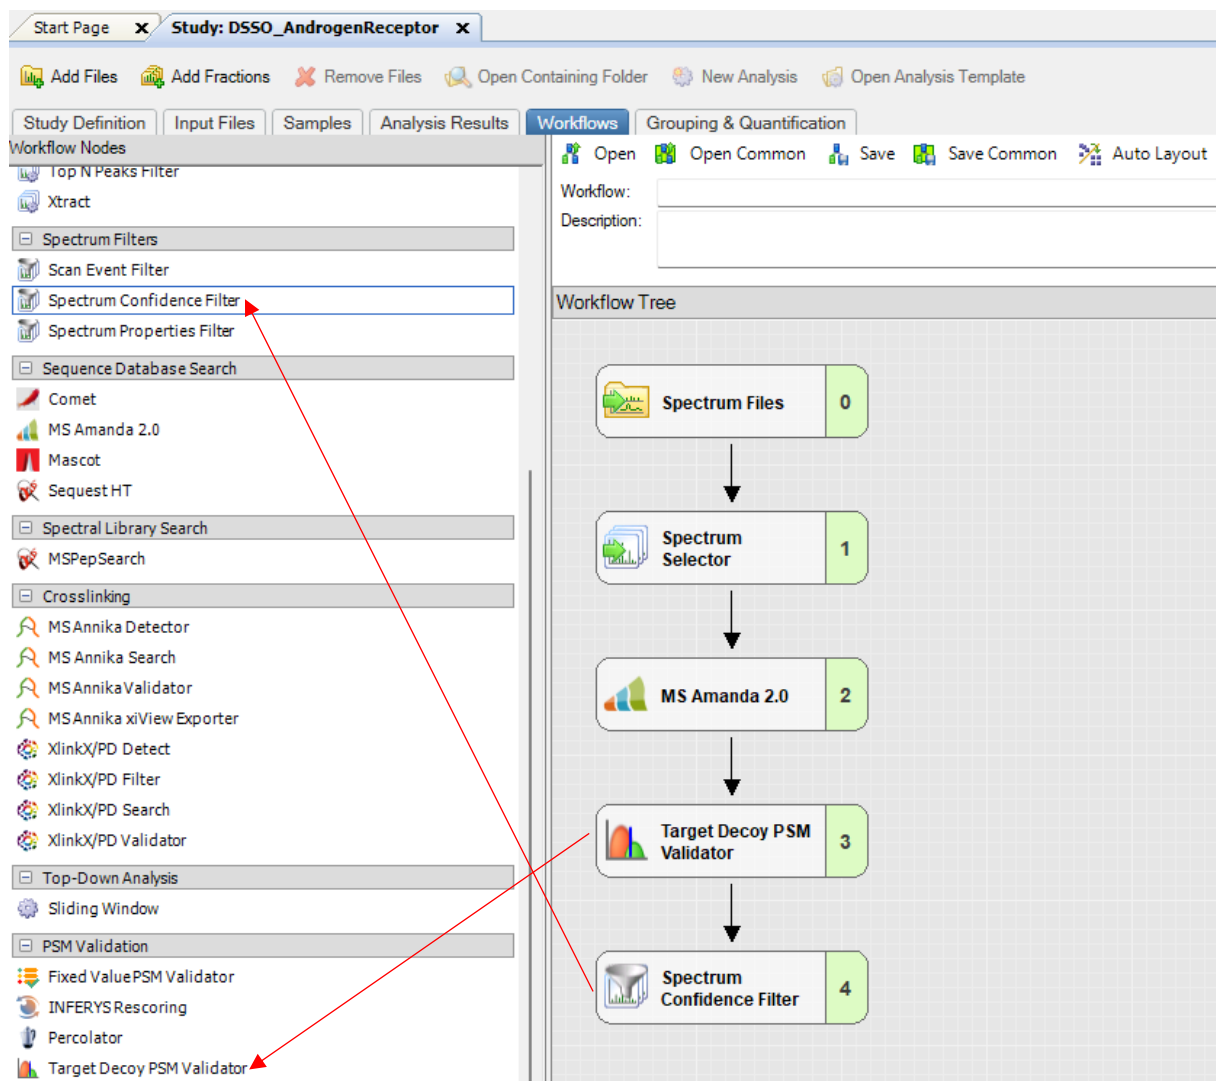 Start Page x Study: DSSO_AndrogenReceptor x
Add Files Add Fractions Remove Files Open Containing Folder New Analysis Open Analysis Template
Study Definition Input Files Samples Analysis Results Workflows Grouping & Quantification
Workflow Nodes
Top N Peaks Filter
Xtract
Spectrum Filters
Scan Event Filter
Spectrum Confidence Filter
Spectrum Properties Filter
Sequence Database Search
Comet
MS Amanda 2.0
Mascot
Sequest HT
Spectral Library Search
MSPepSearch
Crosslinking
MS Annika Detector
MS Annika Search
MS Annika Validator
MS Annika xiView Exporter
XlinkX/PD Detect
XlinkX/PD Filter
XlinkX/PD Search
XlinkX/PD Validator
Top-Down Analysis
Sliding Window
PSM Validation
Fixed Value PSM Validator
INFERYS Rescoring
Percolator
Target Decoy PSM Validator
Open Open Common Save Save Common Auto Layout
Workflow:
Description:
Workflow Tree
Spectrum Files 0
Spectrum
Selector 1
MS Amanda 2.0 2
Target Decoy PSM
Validator 3
Spectrum
Confidence Filter 4